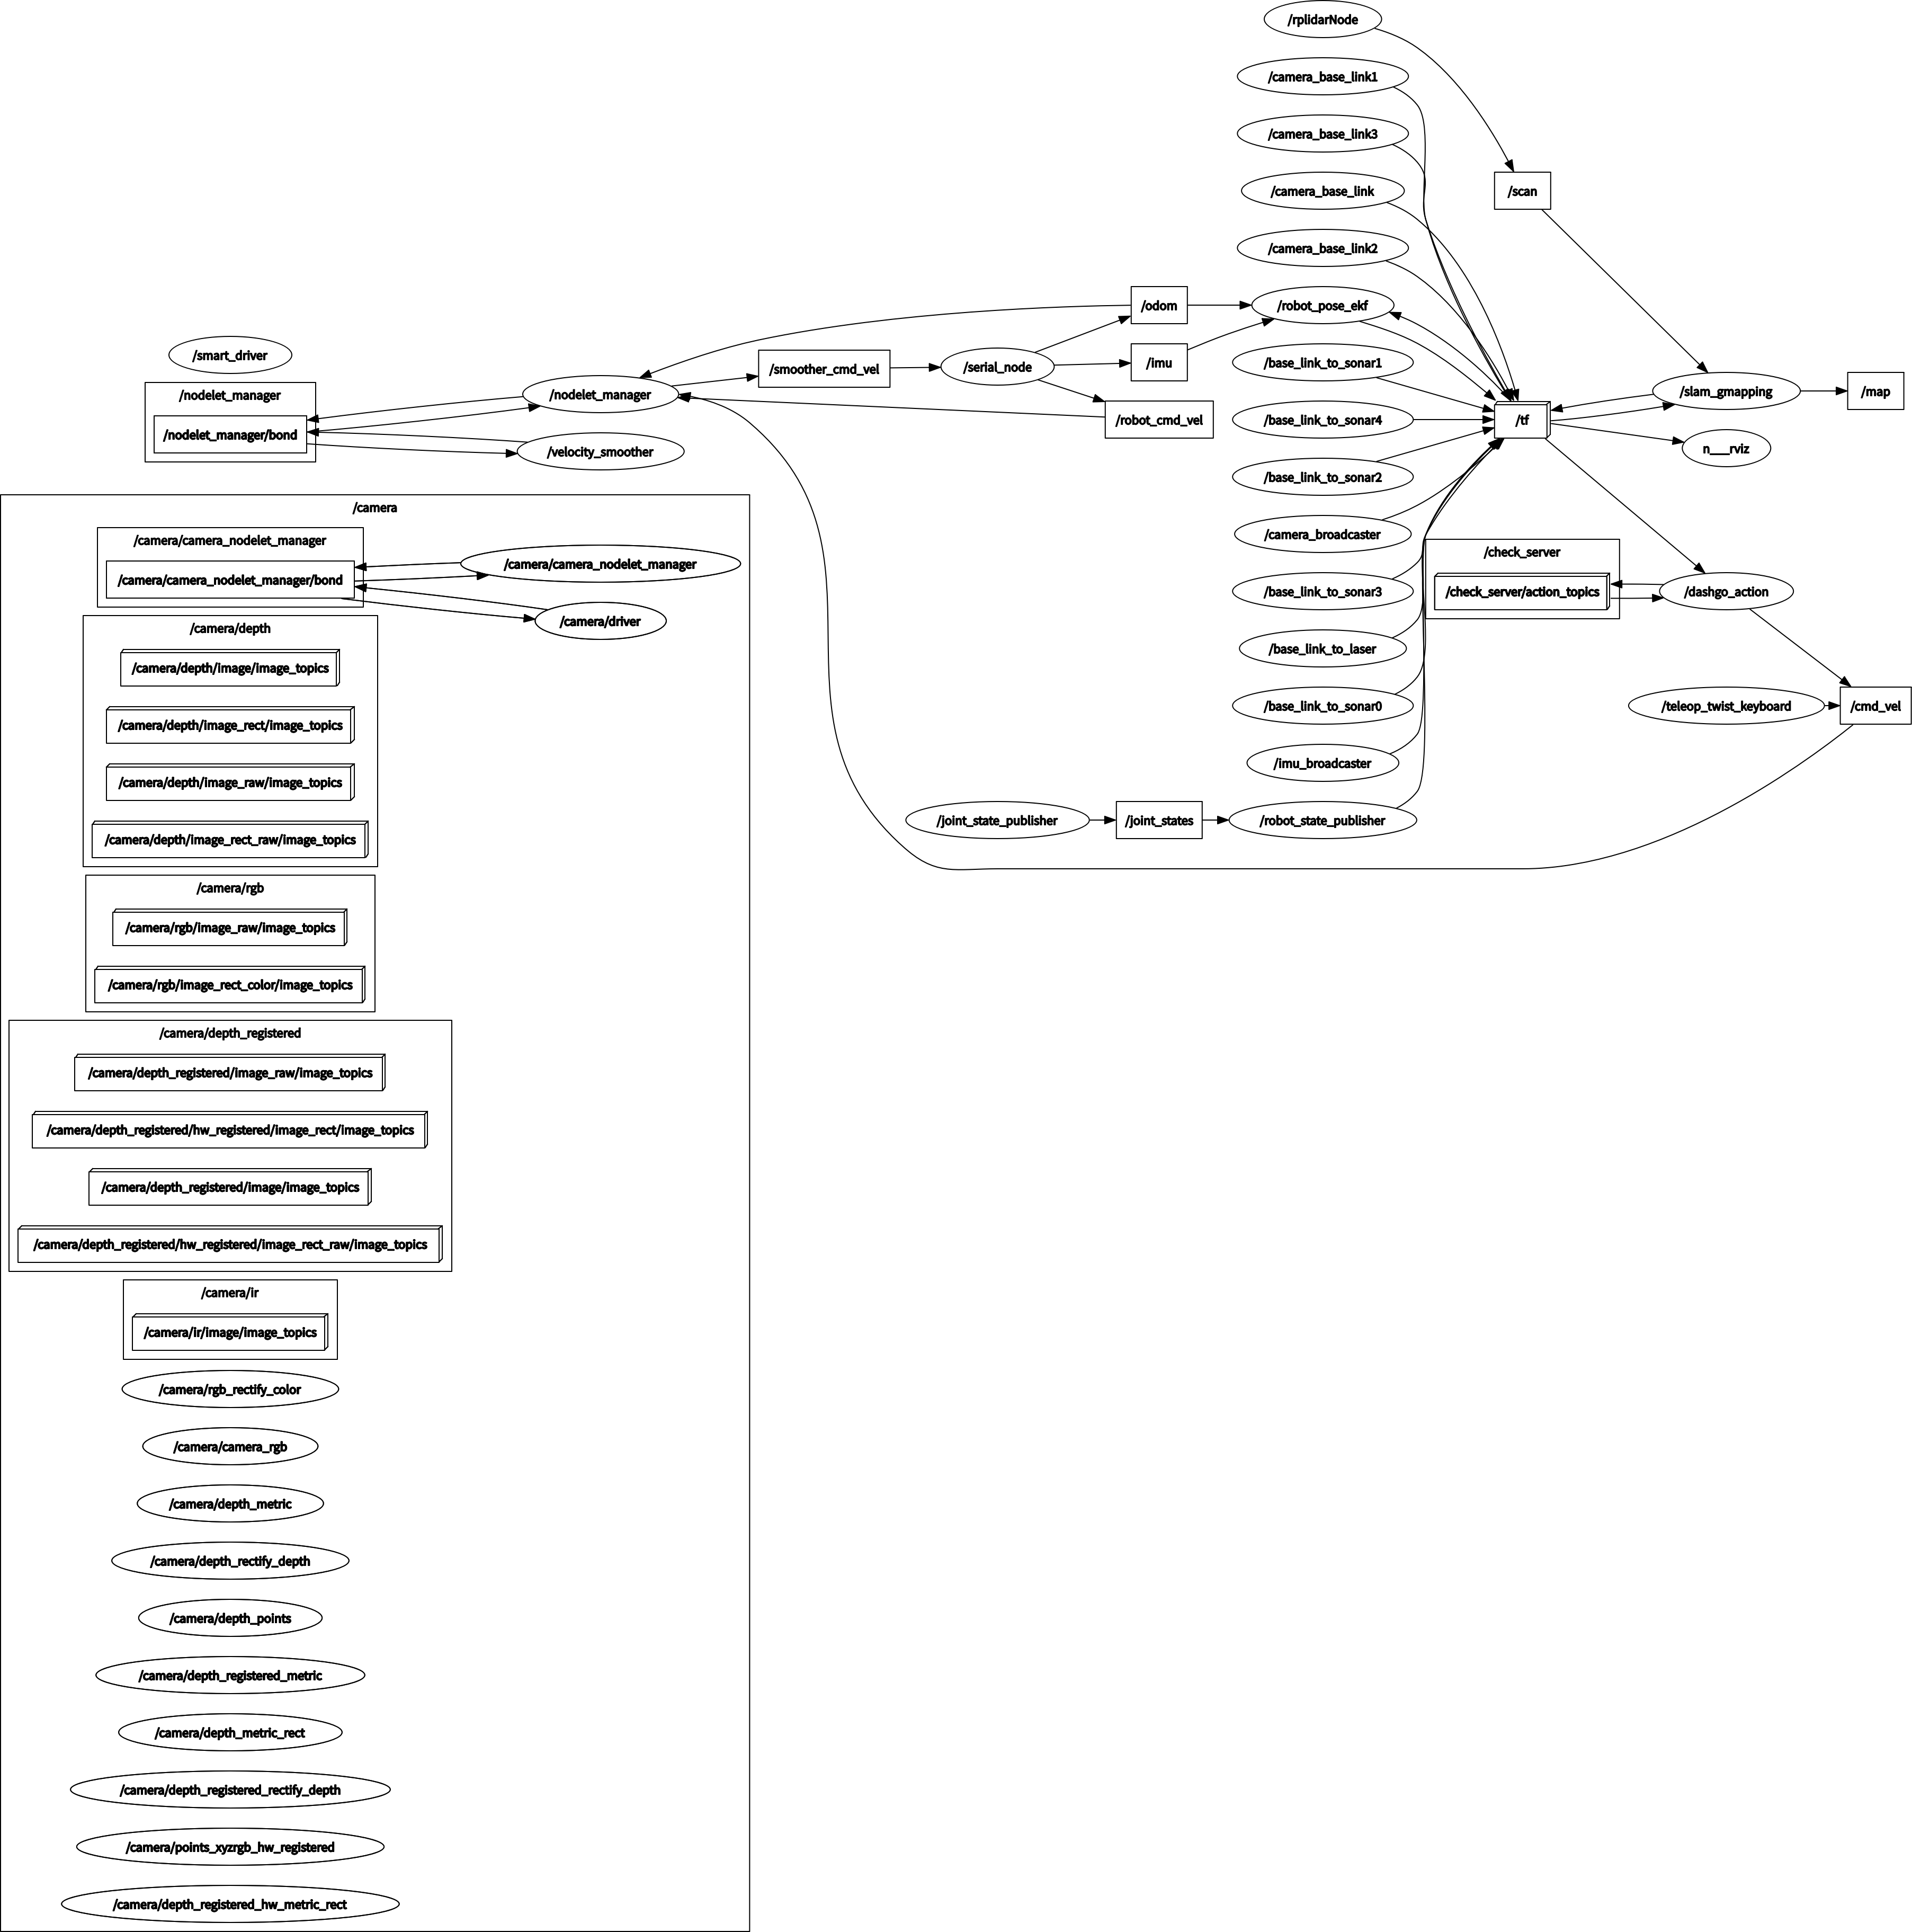 /rplidarNode
/camera_base_link1
/camera_base_link3
/camera_base_link
/scan
/camera_base_link2
/odom
/robot_pose_ekf
/smart_driver
/imu
/base_link_to_sonar1
/smoother_cmd_vel
/serial_node
/nodelet_manager
/nodelet_manager
/slam_gmapping
/map
/robot_cmd_vel
/base_link_to_sonar4
/tf
/nodelet_manager/bond
/velocity_smoother
n___rviz
/base_link_to_sonar2
/camera
/camera_broadcaster
/camera/camera_nodelet_manager
/check_server
/camera/camera_nodelet_manager
/camera/camera_nodelet_manager/bond
/base_link_to_sonar3
/check_server/action_topics
/dashgo_action
/camera/driver
/camera/depth
/base_link_to_laser
/camera/depth/image/image_topics
/base_link_to_sonar0
/teleop_twist_keyboard
/cmd_vel
/camera/depth/image_rect/image_topics
/imu_broadcaster
/camera/depth/image_raw/image_topics
/joint_state_publisher
/joint_states
/robot_state_publisher
/camera/depth/image_rect_raw/image_topics
/camera/rgb
/camera/rgb/image_raw/image_topics
/camera/rgb/image_rect_color/image_topics
/camera/depth_registered
/camera/depth_registered/image_raw/image_topics
/camera/depth_registered/hw_registered/image_rect/image_topics
/camera/depth_registered/image/image_topics
/camera/depth_registered/hw_registered/image_rect_raw/image_topics
/camera/ir
/camera/ir/image/image_topics
/camera/rgb_rectify_color
/camera/camera_rgb
/camera/depth_metric
/camera/depth_rectify_depth
/camera/depth_points
/camera/depth_registered_metric
/camera/depth_metric_rect
/camera/depth_registered_rectify_depth
/camera/points_xyzrgb_hw_registered
/camera/depth_registered_hw_metric_rect